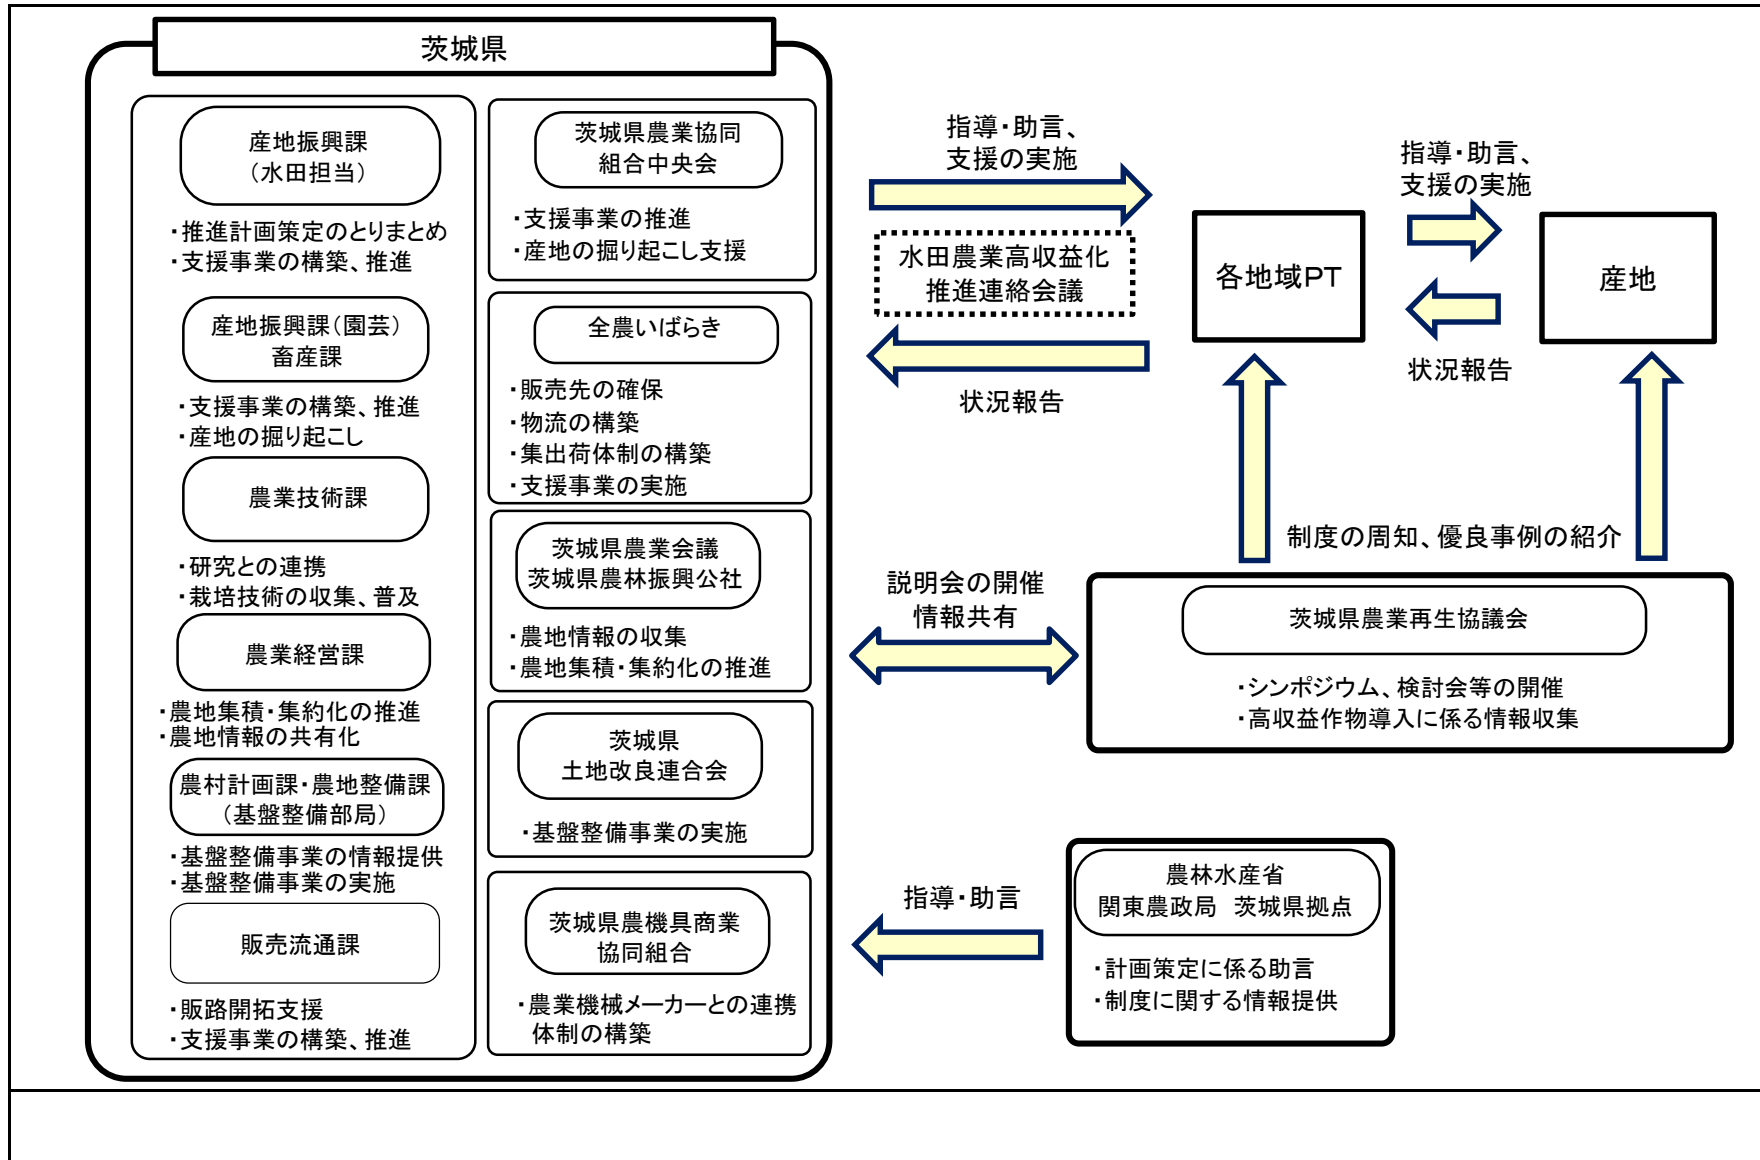 茨城県
産地振興課
（水田担当）
・推進計画策定のとりまとめ
・支援事業の構築、推進
産地振興課（園芸）
畜産課
・支援事業の構築、推進
・産地の掘り起こし
農業技術課
・研究との連携
・栽培技術の収集、普及
農業経営課
・農地集積・集約化の推進
・農地情報の共有化
農村計画課・農地整備課
（基盤整備部局）
・基盤整備事業の情報提供
・基盤整備事業の実施
販売流通課
・販路開拓支援
・支援事業の構築、推進
茨城県農業協同
組合中央会
・支援事業の推進
・産地の掘り起こし支援
全農いばらき
・販売先の確保
・物流の構築
・集出荷体制の構築
・支援事業の実施
茨城県農業会議
茨城県農林振興公社
・農地情報の収集
・農地集積・集約化の推進
茨城県
土地改良連合会
・基盤整備事業の実施
茨城県農機具商業
協同組合
・農業機械メーカーとの連携
体制の構築
指導・助言、
支援の実施
水田農業高収益化
推進連絡会議
状況報告
各地域PT
指導・助言、
支援の実施
状況報告
産地
制度の周知、優良事例の紹介
説明会の開催
情報共有
茨城県農業再生協議会
・シンポジウム、検討会等の開催
・高収益作物導入に係る情報収集
指導・助言
農林水産省
関東農政局　茨城県拠点
・計画策定に係る助言
・制度に関する情報提供